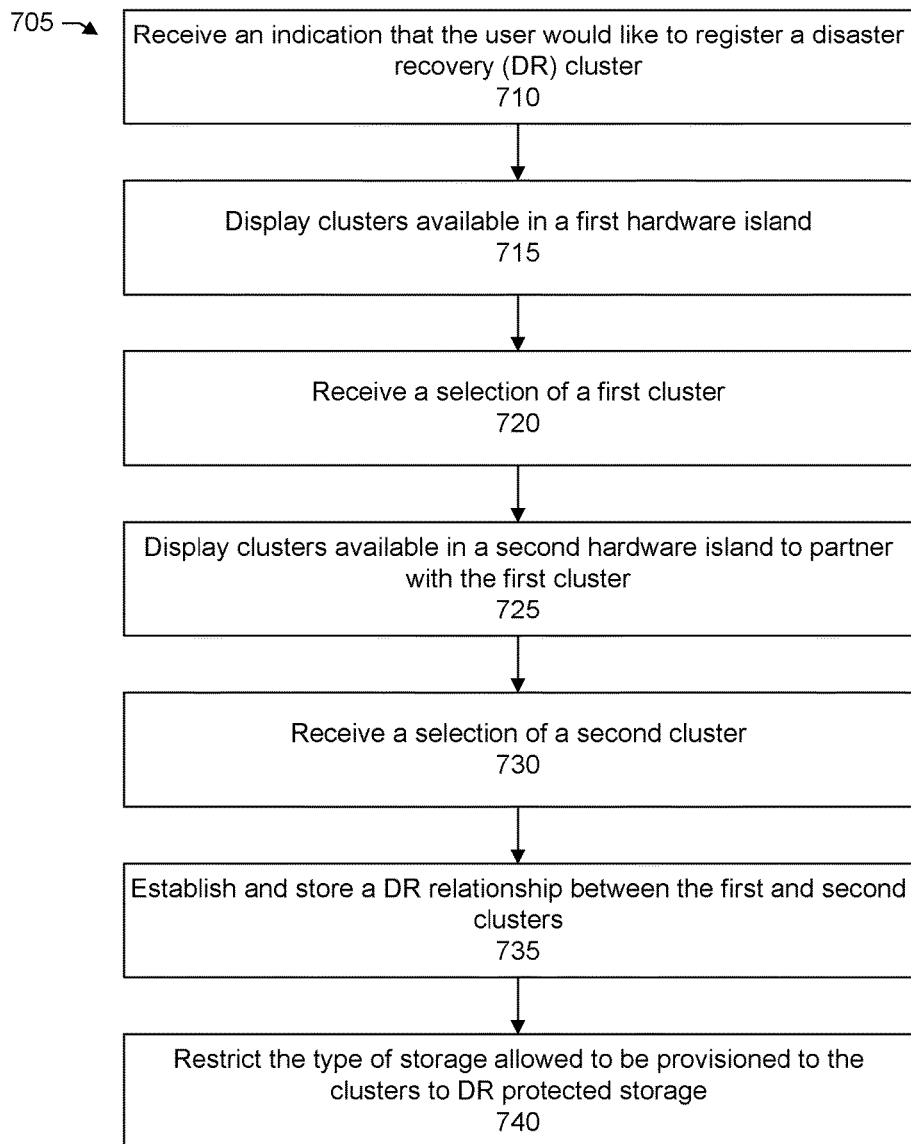 705
Receive an indication that the user would like to register a disaster
recovery (DR) cluster
710
Display clusters available in a first hardware island
715
Receive a selection of a first cluster
720
Display clusters available in a second hardware island to partner
with the first cluster
725
Receive a selection of a second cluster
730
Establish and store a DR relationship between the first and second
clusters
735
Restrict the type of storage allowed to be provisioned to the
clusters to DR protected storage
740